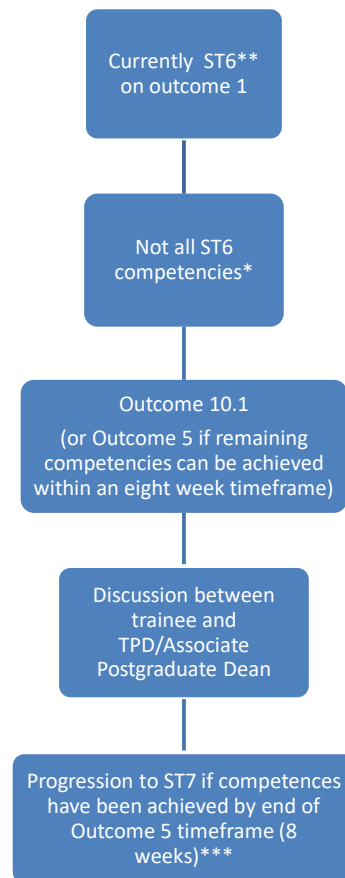 Currently ST6**
on outcome 1
Not all ST6
competencies*
Outcome 10.1
(or Outcome 5 if remaining
competencies can be achieved
within an eight week timeframe)
Discussion between
trainee and
TPD/Associate
Postgraduate Dean
Progression to ST7 if competences
have been achieved by end of
Outcome 5 timeframe (8
weeks)***